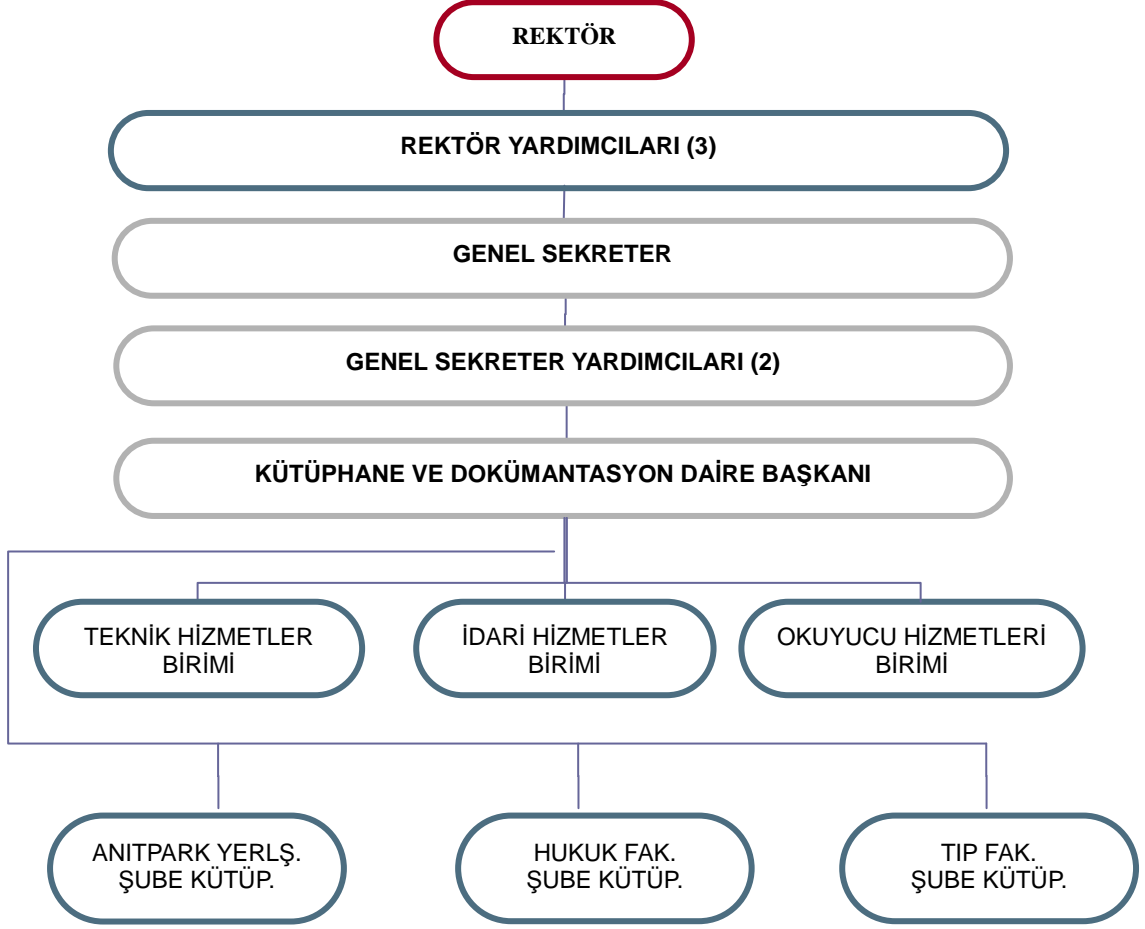 REKTÖR
REKTÖR YARDIMCILARI (3)
GENEL SEKRETER
GENEL SEKRETER YARDIMCILARI (2)
KÜTÜPHANE VE DOKÜMANTASYON DAİRE BAŞKANI
TEKNİK HİZMETLER
BİRİMİ
İDARİ HİZMETLER
BİRİMİ
OKUYUCU HİZMETLERİ
BİRİMİ
ANITPARK YERLŞ.
ŞUBE KÜTÜP.
HUKUK FAK.
ŞUBE KÜTÜP.
TIP FAK.
ŞUBE KÜTÜP.